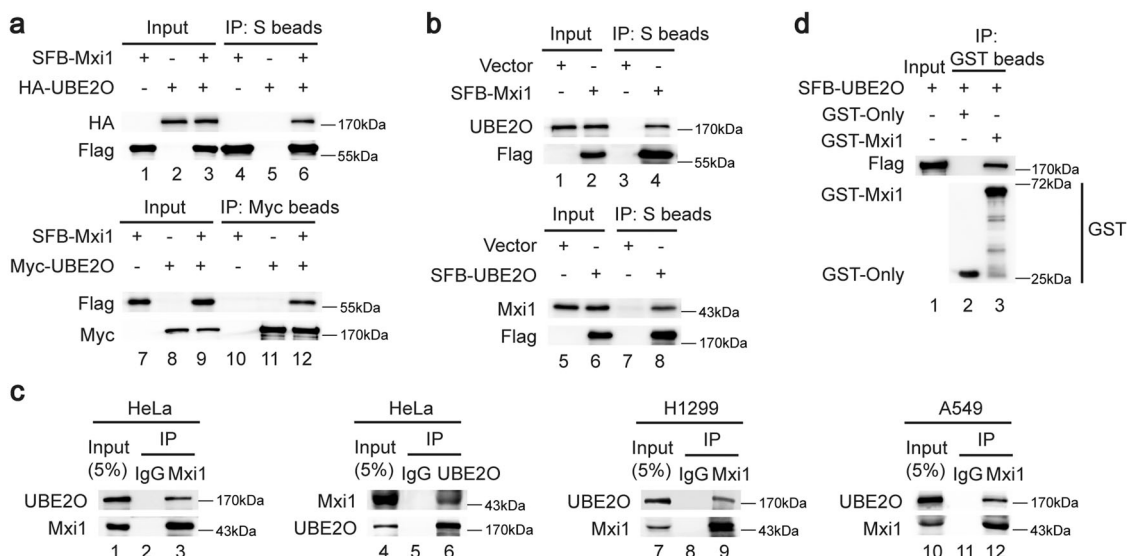 a
Input IP: S beads
SFB-Mxi1 + - + + - +
HA-UBE2O - + + - + +
HA —170kDa
Flag —55kDa
1 2 3 4 5 6
Input IP: Myc beads
SFB-Mxi1 + - + + - +
Myc-UBE2O - + + - + +
Flag —55kDa
Myc —170kDa
7 8 9 10 11 12
b
Input IP: S beads
Vector + - + -
SFB-Mxi1 - + - +
UBE2O —170kDa
Flag —55kDa
1 2 3 4
Input IP: S beads
Vector + - + -
SFB-UBE2O - + - +
Mxi1 —43kDa
Flag —170kDa
5 6 7 8
d
IP:
Input GST beads
SFB-UBE2O + + +
GST-Only +
GST-Mxi1 +
Flag —170kDa
—72kDa
GST-Mxi1
GST
GST-Only —25kDa
1 2 3
c
HeLa
Input (5%) IP
IgG Mxi1
UBE2O —170kDa
Mxi1 —43kDa
1 2 3
HeLa
Input (5%) IP
IgG UBE2O
Mxi1 —43kDa
UBE2O —170kDa
4 5 6
H1299
Input (5%) IP
IgG Mxi1
UBE2O —170kDa
Mxi1 —43kDa
7 8 9
A549
Input (5%) IP
IgG Mxi1
UBE2O —170kDa
Mxi1 —43kDa
10 11 12